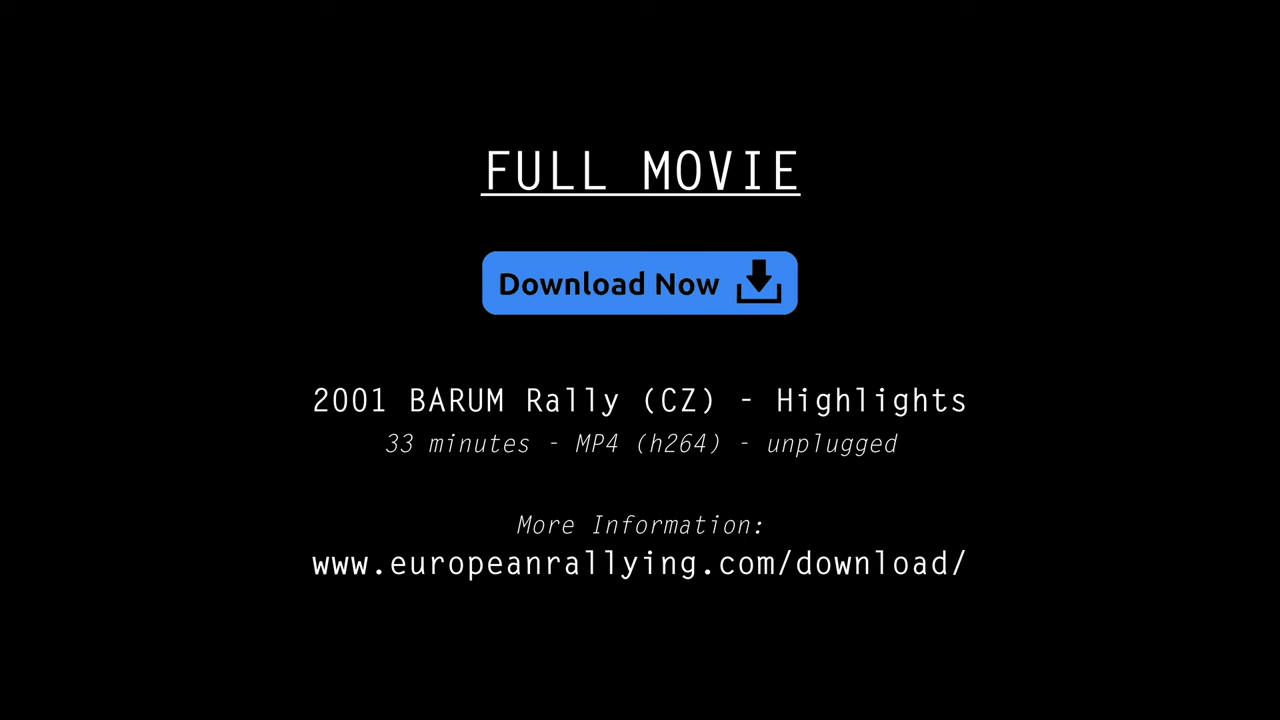 FULL MOVIE
Download Now
2001 BARUM Rally (CZ) - Highlights
33 minutes - MP4 (h264) - unplugged
More Information:
www.europeanrallying.com/download/